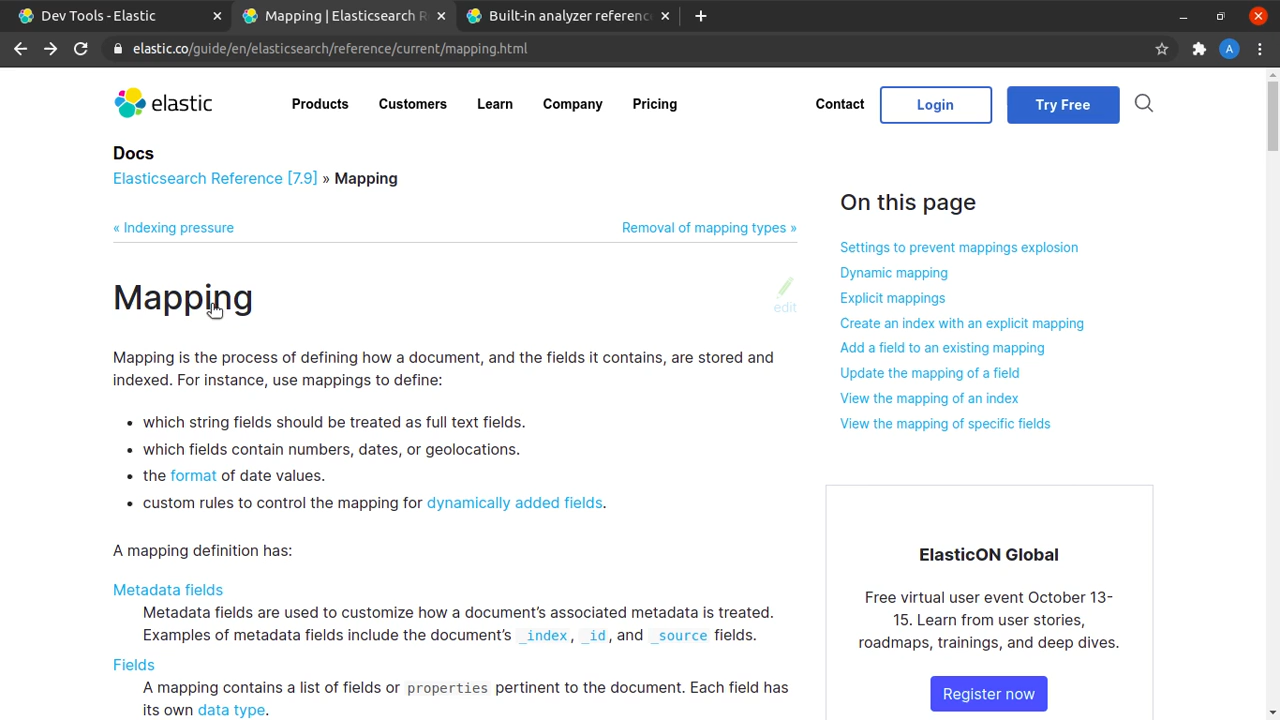 Dev Tools - Elastic
Mapping | Elasticsearch R
Built-in analyzer referenc
elastic.co/guide/en/elasticsearch/reference/current/mapping.html
A
elastic
Products
Customers
Learn
Company
Pricing
Contact
Login
Try Free
Docs
Elasticsearch Reference [7.9] » Mapping
« Indexing pressure
Removal of mapping types »
Mapping
edit
Mapping is the process of defining how a document, and the fields it contains, are stored and
indexed. For instance, use mappings to define:
• which string fields should be treated as full text fields.
• which fields contain numbers, dates, or geolocations.
• the format of date values.
• custom rules to control the mapping for dynamically added fields.
A mapping definition has:
Metadata fields
Metadata fields are used to customize how a document’s associated metadata is treated.
Examples of metadata fields include the document’s _index, _id, and _source fields.
Fields
A mapping contains a list of fields or properties pertinent to the document. Each field has
its own data type.
On this page
Settings to prevent mappings explosion
Dynamic mapping
Explicit mappings
Create an index with an explicit mapping
Add a field to an existing mapping
Update the mapping of a field
View the mapping of an index
View the mapping of specific fields
ElasticON Global
Free virtual user event October 13-
15. Learn from user stories,
roadmaps, trainings, and deep dives.
Register now